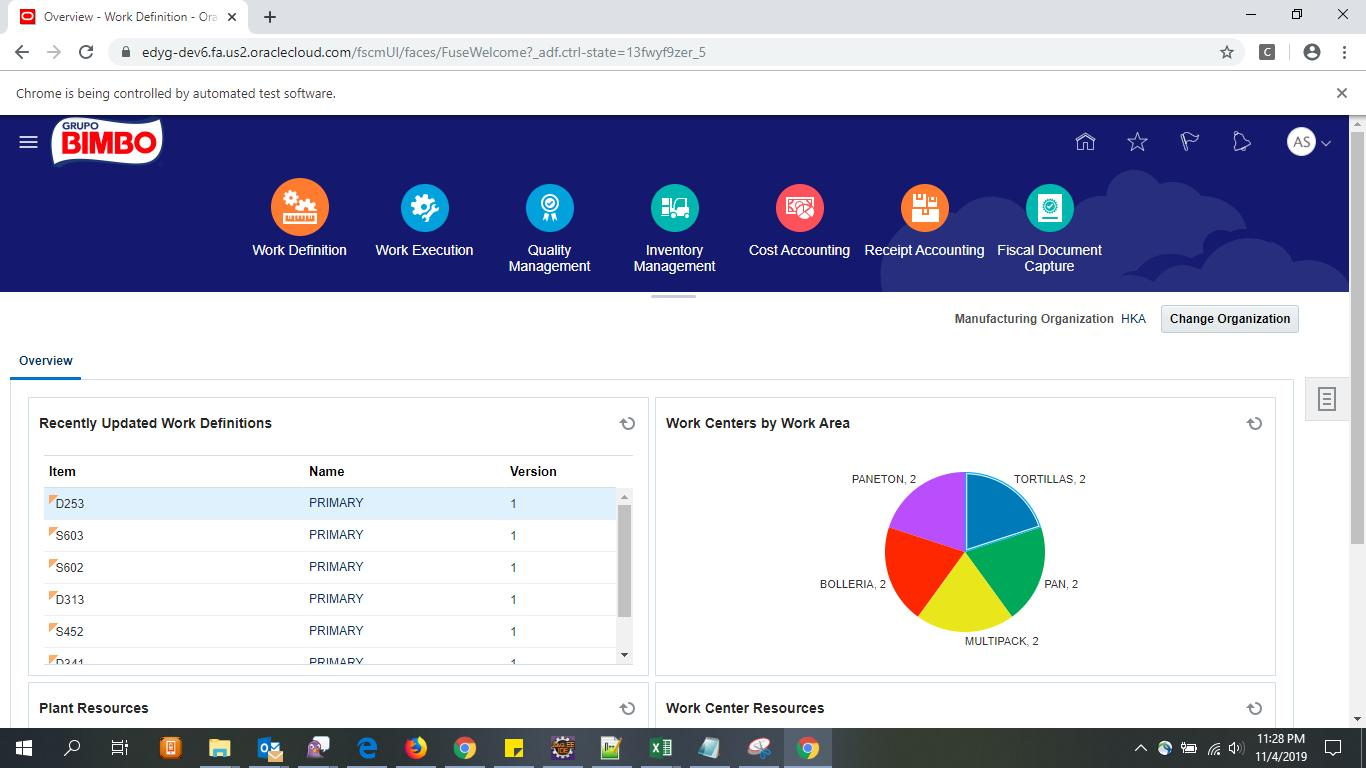 Overview - Work Definition - Ora
edyg-dev6.fa.us2.oraclecloud.com/fscmUI/faces/FuseWelcome?_adf.ctrl-state=13fwyf9zer_5
C
Chrome is being controlled by automated test software.
GRUPO
BIMBO
AS
Work Definition
Work Execution
Quality
Management
Inventory
Management
Cost Accounting
Receipt Accounting
Fiscal Document
Capture
Manufacturing Organization HKA
Change Organization
Overview
Recently Updated Work Definitions
Item Name Version
D253 PRIMARY 1
S603 PRIMARY 1
S602 PRIMARY 1
D313 PRIMARY 1
S452 PRIMARY 1
D341 PRIMARY 1
Work Centers by Work Area
PANETON, 2
TORTILLAS, 2
BOLLERIA, 2
PAN, 2
MULTIPACK, 2
Plant Resources
Work Center Resources
11:28 PM
11/4/2019